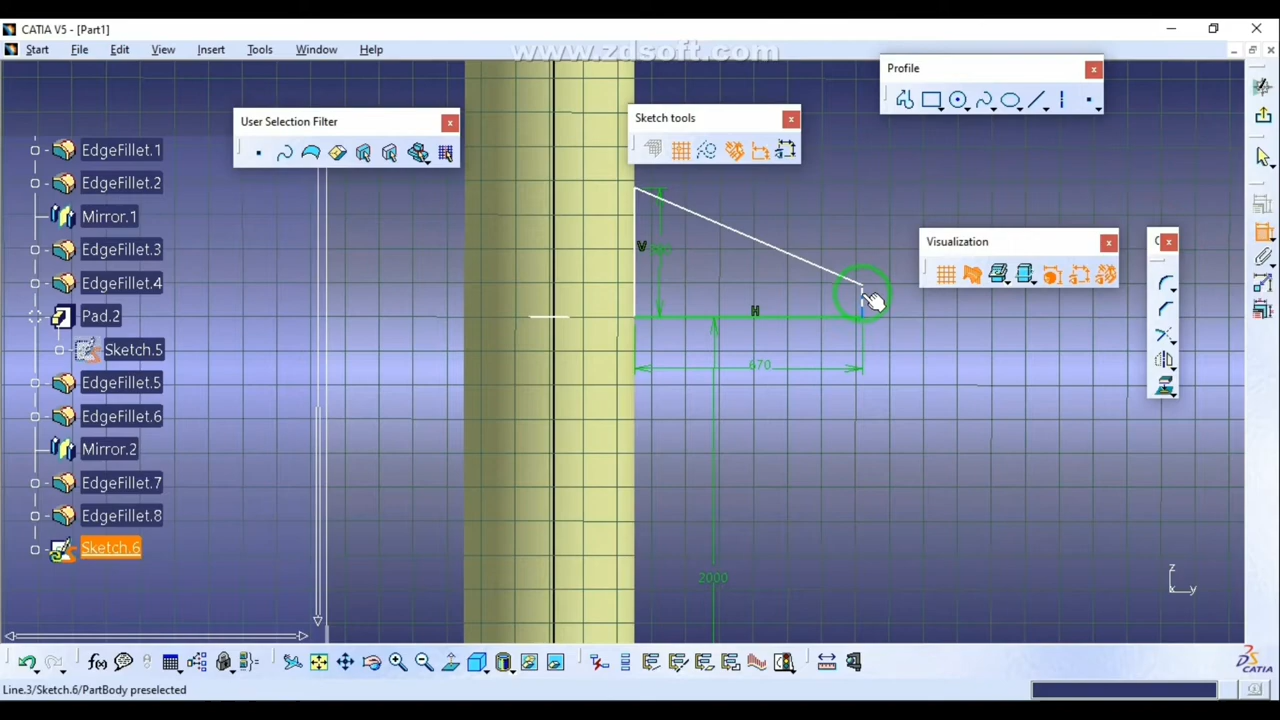 CATIA V5 - [Part1]
www.zdsoft.com
Start File Edit View Insert Tools Window Help
Profile
User Selection Filter
Sketch tools
EdgeFillet.1
EdgeFillet.2
Mirror.1
V
Visualization
EdgeFillet.3
EdgeFillet.4
H
Pad.2
Sketch.5
670
EdgeFillet.5
EdgeFillet.6
Mirror.2
EdgeFillet.7
EdgeFillet.8
Sketch.6
2000
z
x y
f(x)
CATIA
Line.3/Sketch.6/PartBody preselected